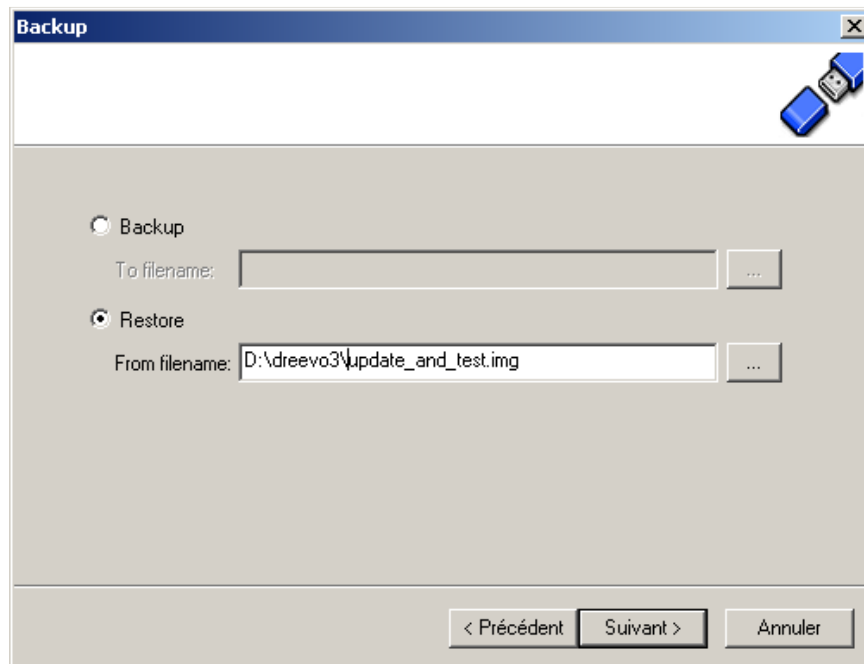 Backup
Backup
To filename:
...
Restore
From filename: D:\dreevo3\update_and_test.img
...
< Précédent Suivant > Annuler